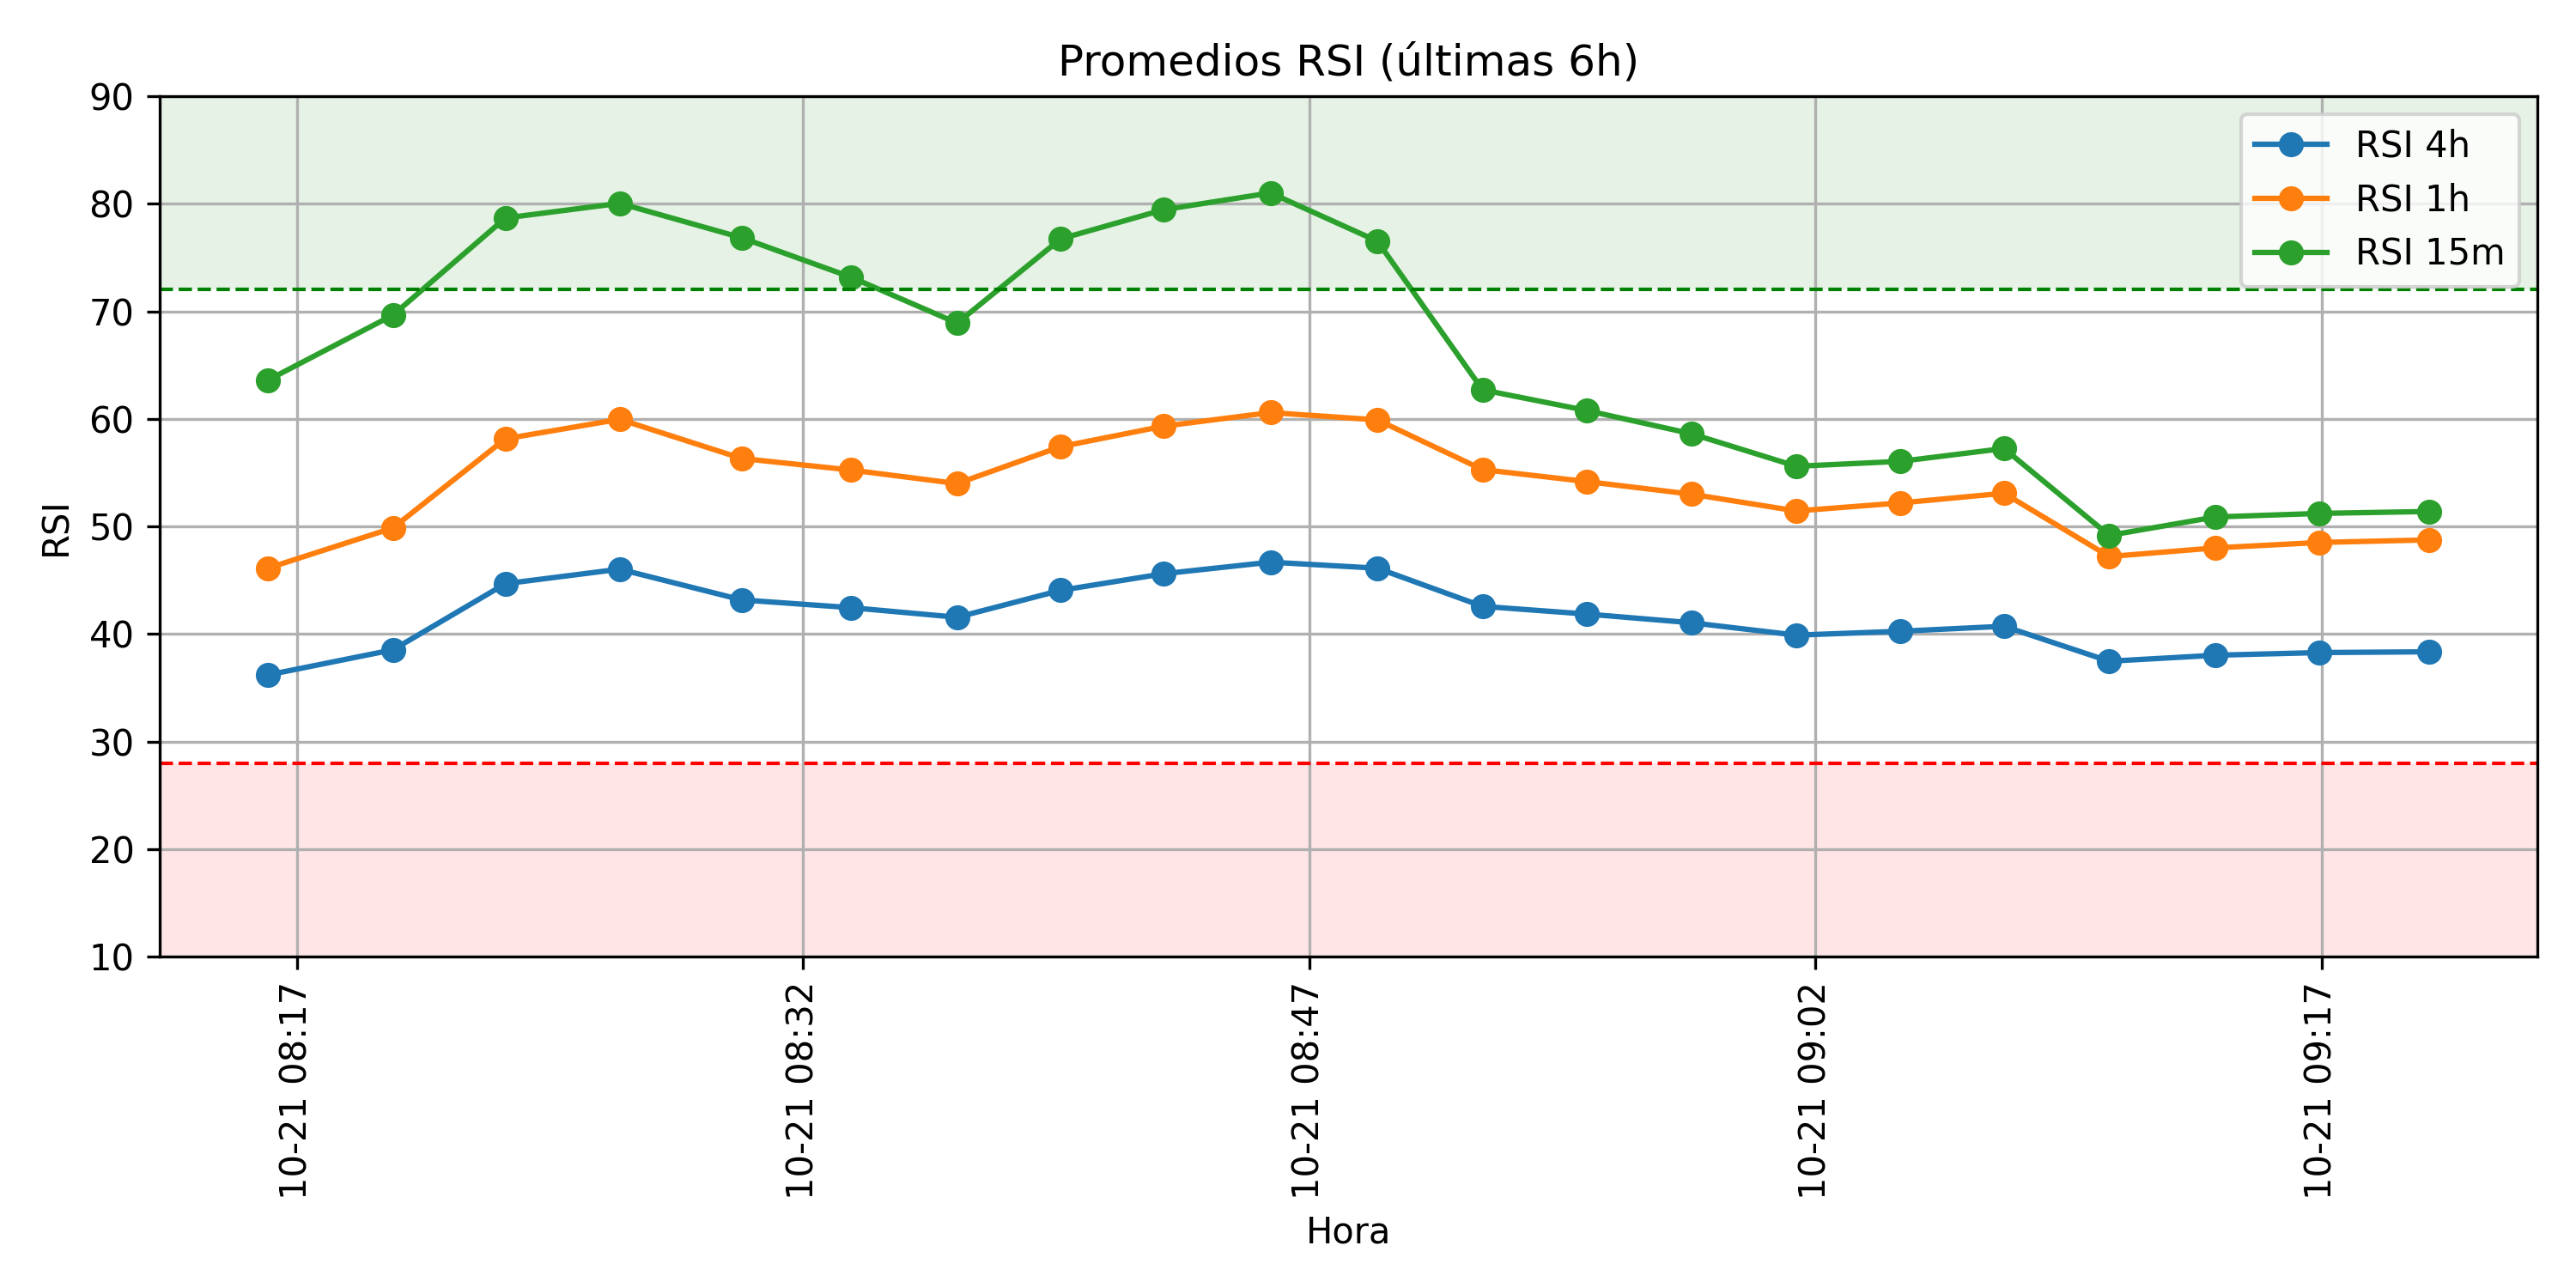 Promedios RSI (últimas 6h)
90
80
70
60
50
40
30
20
10
RSI
RSI 4h
RSI 1h
RSI 15m
10-21 08:17
10-21 08:32
10-21 08:47
10-21 09:02
10-21 09:17
Hora